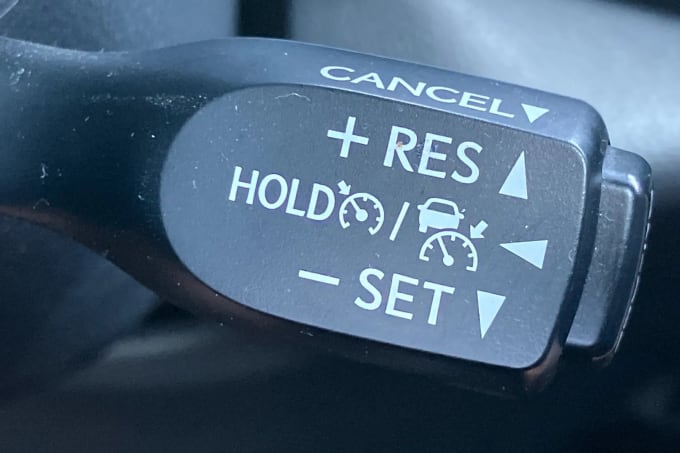 CANCEL ▼
+ RES ▲
HOLD / ◀
− SET ▼